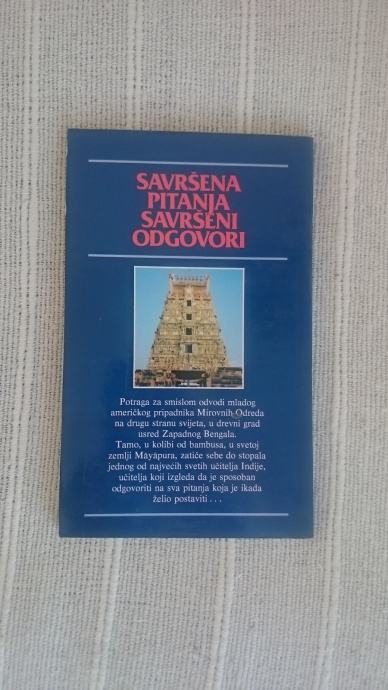 SAVRŠENA
PITANJA
SAVRŠENI
ODGOVORI
Potraga za smislom odvodi mladog
američkog pripadnika Mirovnih Odreda
na drugu stranu svijeta, u drevni grad
usred Zapadnog Bengala.
Tamo, u kolibi od bambusa, u svetoj
zemlji Māyāpura, zatiče sebe do stopala
jednog od najvećih svetih učitelja Indije,
učitelja koji izgleda da je sposoban
odgovoriti na sva pitanja koja je ikada
želio postaviti . . .